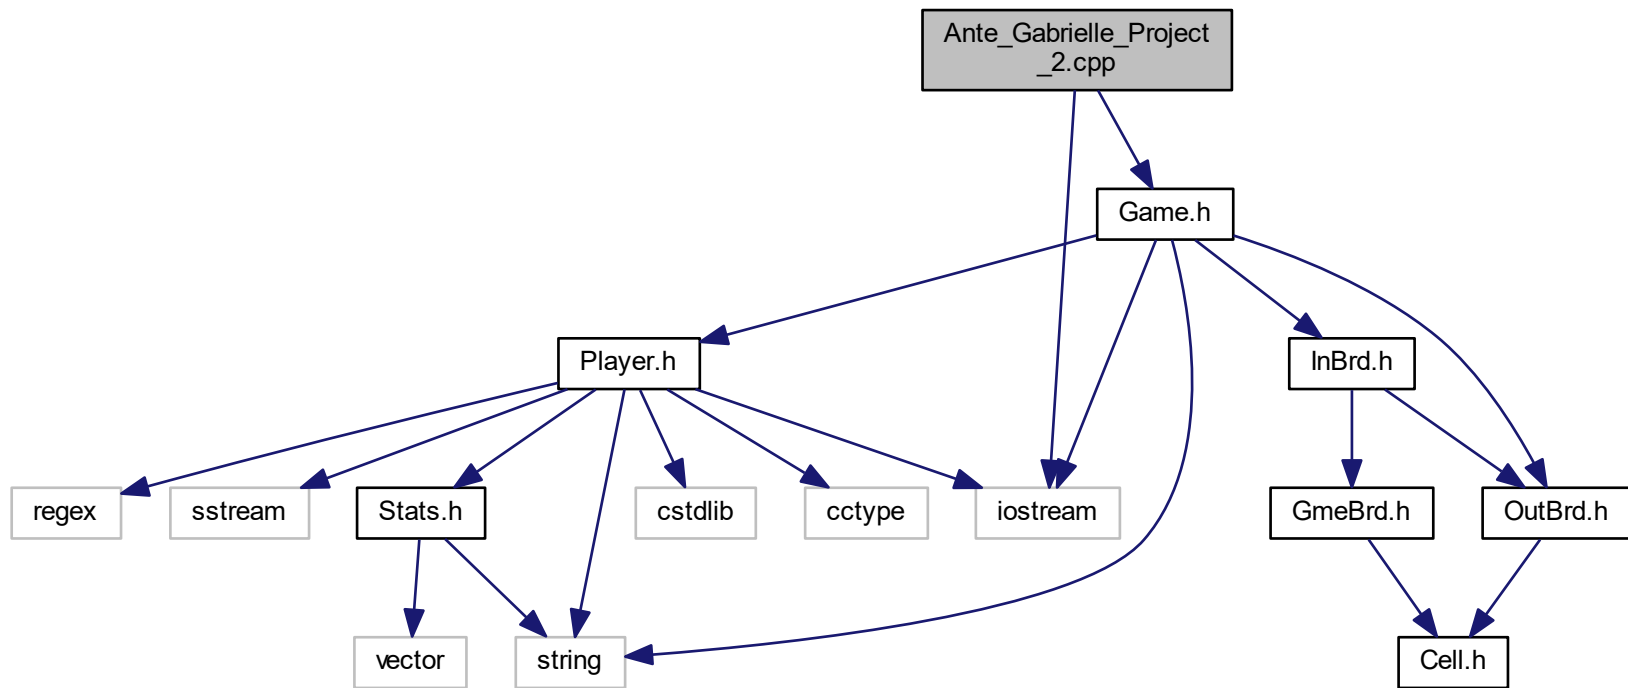 Ante_Gabrielle_Project
_2.cpp
Game.h
Player.h
InBrd.h
regex
sstream
Stats.h
cstdlib
cctype
iostream
GmeBrd.h
OutBrd.h
vector
string
Cell.h